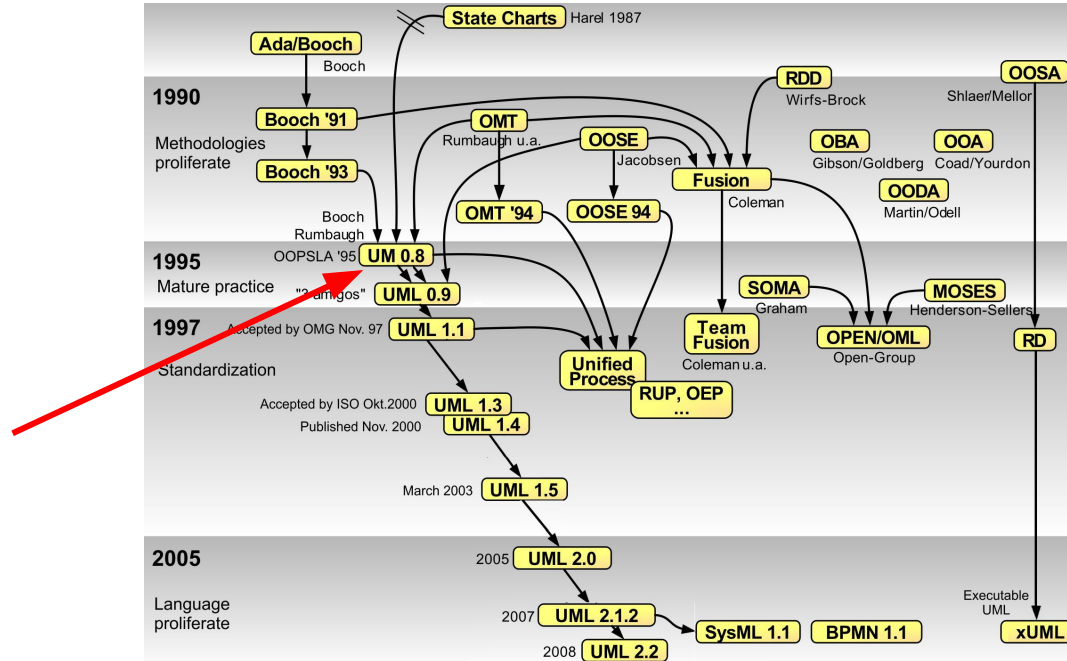 State Charts
Harel 1987
Ada/Booch
Booch
RDD
Wirfs-Brock
OOSA
Shlaer/Mellor
1990
Methodologies
proliferate
Booch '91
OMT
Rumbaugh u.a.
OOSE
Jacobsen
OBA
Gibson/Goldberg
OOA
Coad/Yourdon
Booch '93
Fusion
Coleman
OODA
Martin/Odell
OMT '94
OOSE 94
Booch
Rumbaugh
1995
Mature practice
OOPSLA '95
UM 0.8
"3 amigos"
UML 0.9
SOMA
Graham
MOSES
Henderson-Sellers
1997
Standardization
Accepted by OMG Nov. 97
UML 1.1
Team
Fusion
Coleman u.a.
OPEN/OML
Open-Group
RD
Unified
Process
RUP, OEP
...
Accepted by ISO Okt.2000
UML 1.3
Published Nov. 2000
UML 1.4
March 2003
UML 1.5
2005
Language
proliferate
2005
UML 2.0
2007
UML 2.1.2
SysML 1.1
BPMN 1.1
Executable
UML
xUML
2008
UML 2.2